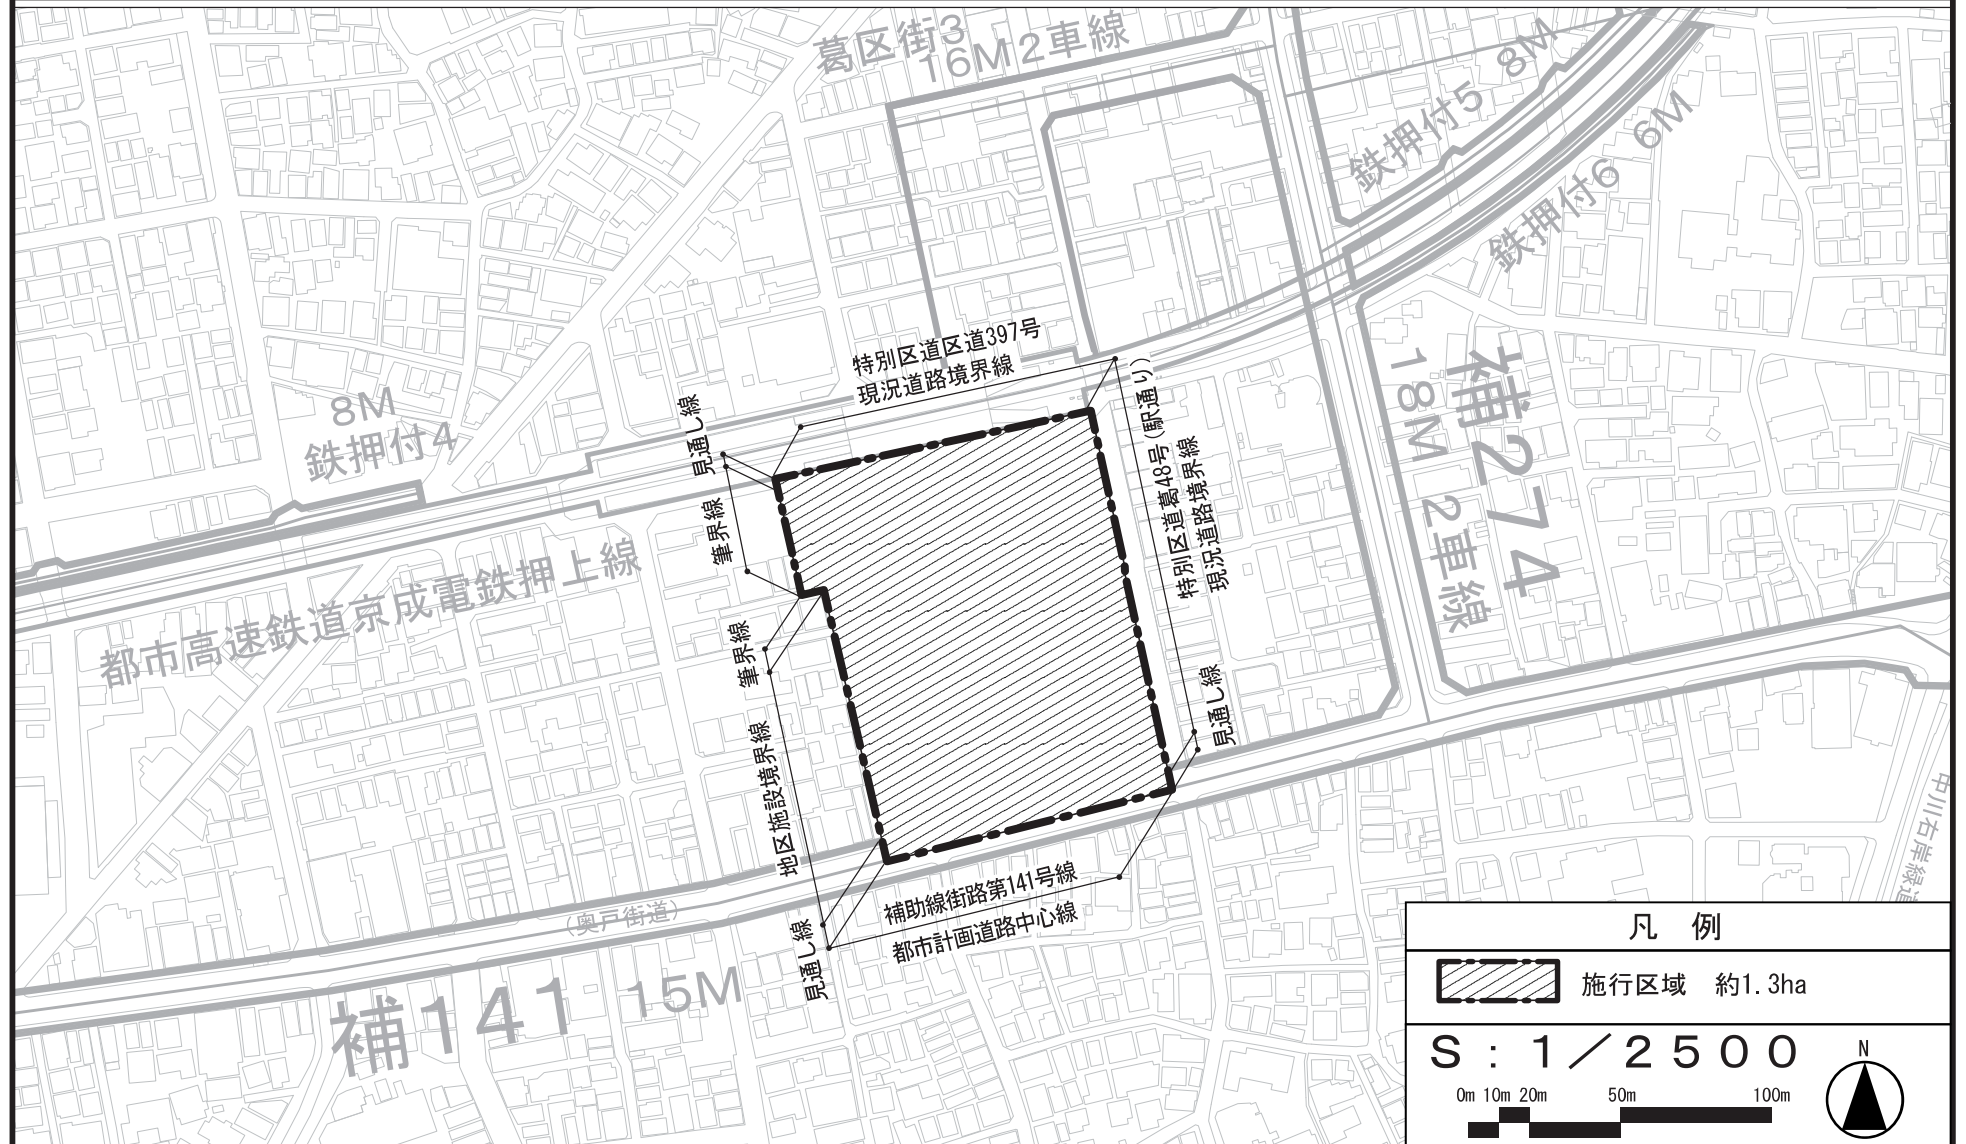 葛区街3
16M2車線
鉄押付5 8M
鉄押付6 6M
特別区道区道397号
現況道路境界線
見通し線
8M
鉄押付4
筆界線
特別区道葛48号(駅通り)
現況道路境界線
補274
18M 2車線
都市高速鉄道京成電鉄押上線
筆界線
見通し線
地区施設境界線
補助線街路第141号線
都市計画道路中心線
(奥戸街道)
見通し線
補141 15M
中川右岸線道
凡 例
施行区域 約1.3ha
S:1/2500
N
0m 10m 20m 50m 100m